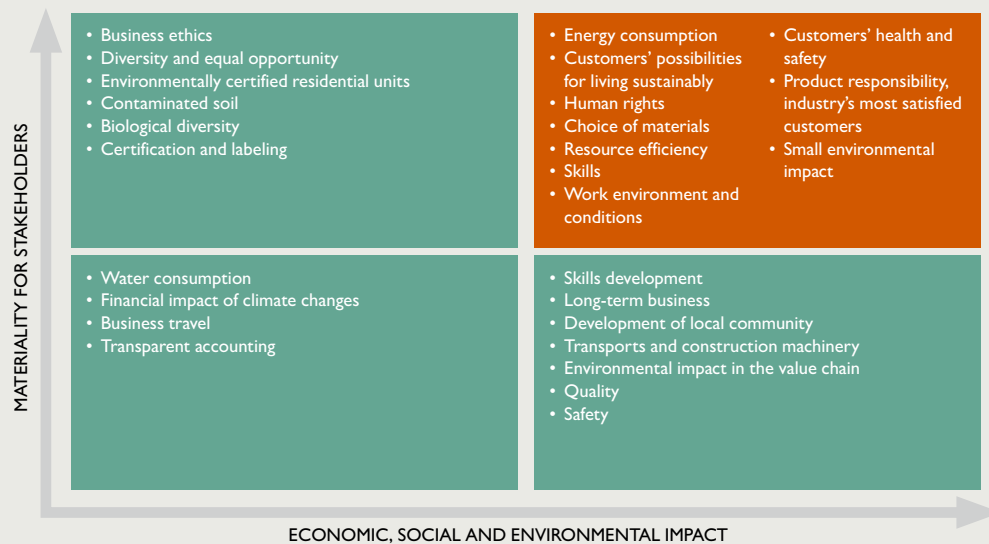 MATERIALITY FOR STAKEHOLDERS
• Business ethics
• Diversity and equal opportunity
• Environmentally certified residential units
• Contaminated soil
• Biological diversity
• Certification and labeling
• Energy consumption
• Customers’ possibilities
for living sustainably
• Human rights
• Choice of materials
• Resource efficiency
• Skills
• Work environment and
conditions
• Customers’ health and
safety
• Product responsibility,
industry’s most satisfied
customers
• Small environmental
impact
• Water consumption
• Financial impact of climate changes
• Business travel
• Transparent accounting
• Skills development
• Long-term business
• Development of local community
• Transports and construction machinery
• Environmental impact in the value chain
• Quality
• Safety
ECONOMIC, SOCIAL AND ENVIRONMENTAL IMPACT